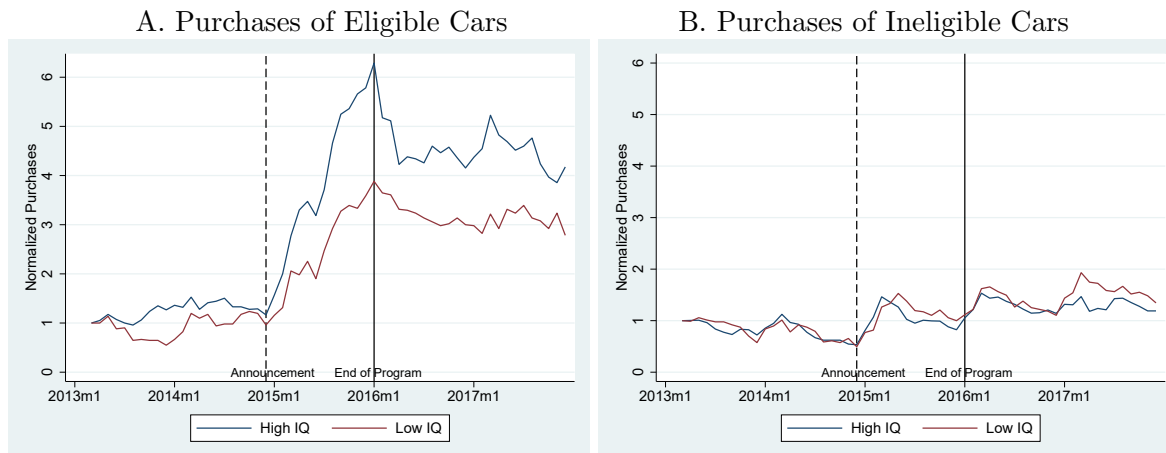 A. Purchases of Eligible Cars
Normalized Purchases
6
5
4
3
2
1
0
Announcement
End of Program
2013m1
2014m1
2015m1
2016m1
2017m1
High IQ
Low IQ
B. Purchases of Ineligible Cars
Normalized Purchases
6
5
4
3
2
1
0
Announcement
End of Program
2013m1
2014m1
2015m1
2016m1
2017m1
High IQ
Low IQ